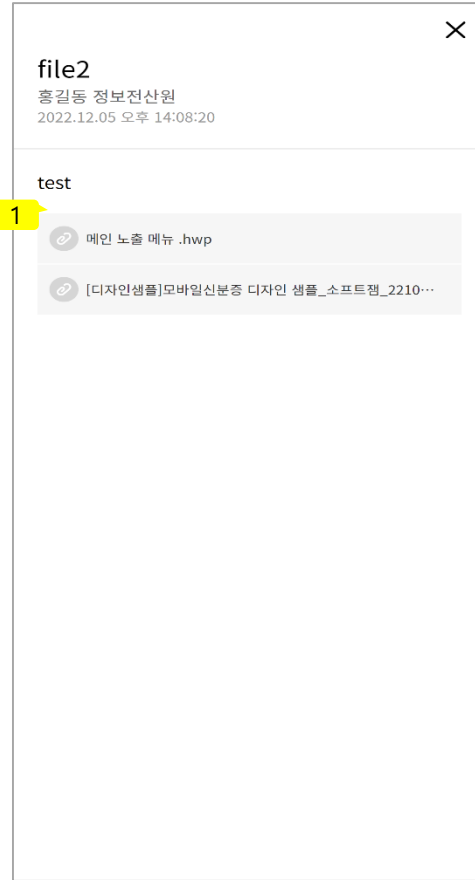 file2
홍길동 정보전산원
2022.12.05 오후 14:08:20
test
1
메인 노출 메뉴 .hwp
[디자인샘플]모바일신분증 디자인 샘플_소프트잼_2210…